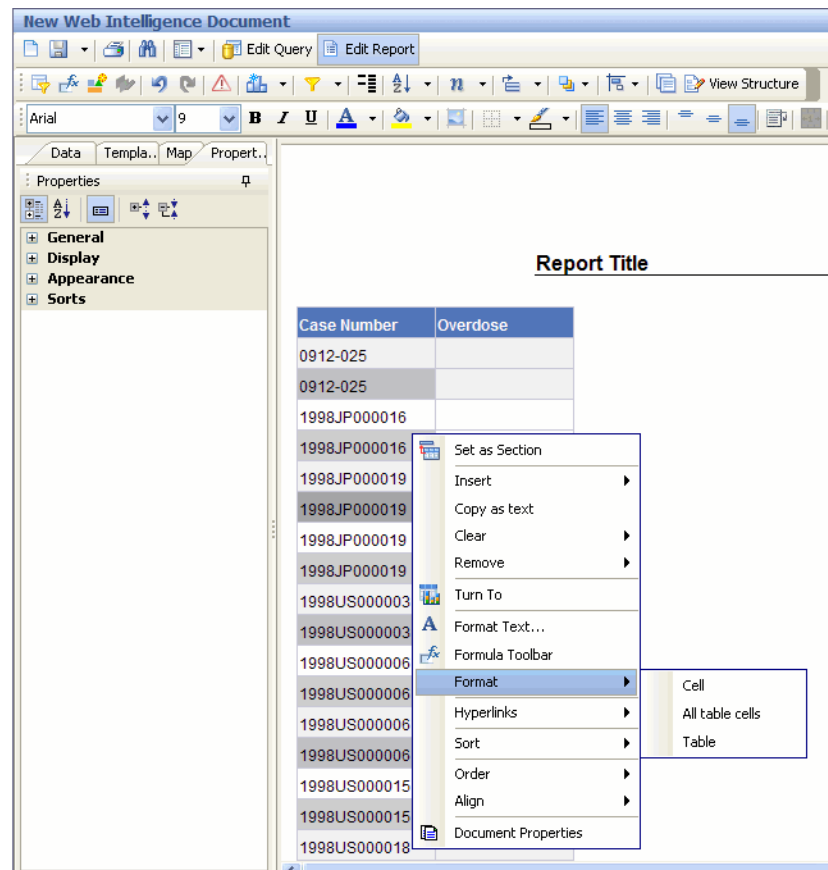 New Web Intelligence Document
Edit Query Edit Report
View Structure
Arial 9 B I U A
Data Templa.. Map Propert..
Properties
General
Display
Appearance
Sorts
Report Title
Case Number Overdose
0912-025
0912-025
1998JP000016
1998JP000016
1998JP000019
1998JP000019
1998JP000019
1998JP000019
1998US000003
1998US000003
1998US000006
1998US000006
1998US000006
1998US000006
1998US000015
1998US000015
1998US000018
Set as Section
Insert
Copy as text
Clear
Remove
Turn To
Format Text...
Formula Toolbar
Format
Hyperlinks
Sort
Order
Align
Document Properties
Cell
All table cells
Table